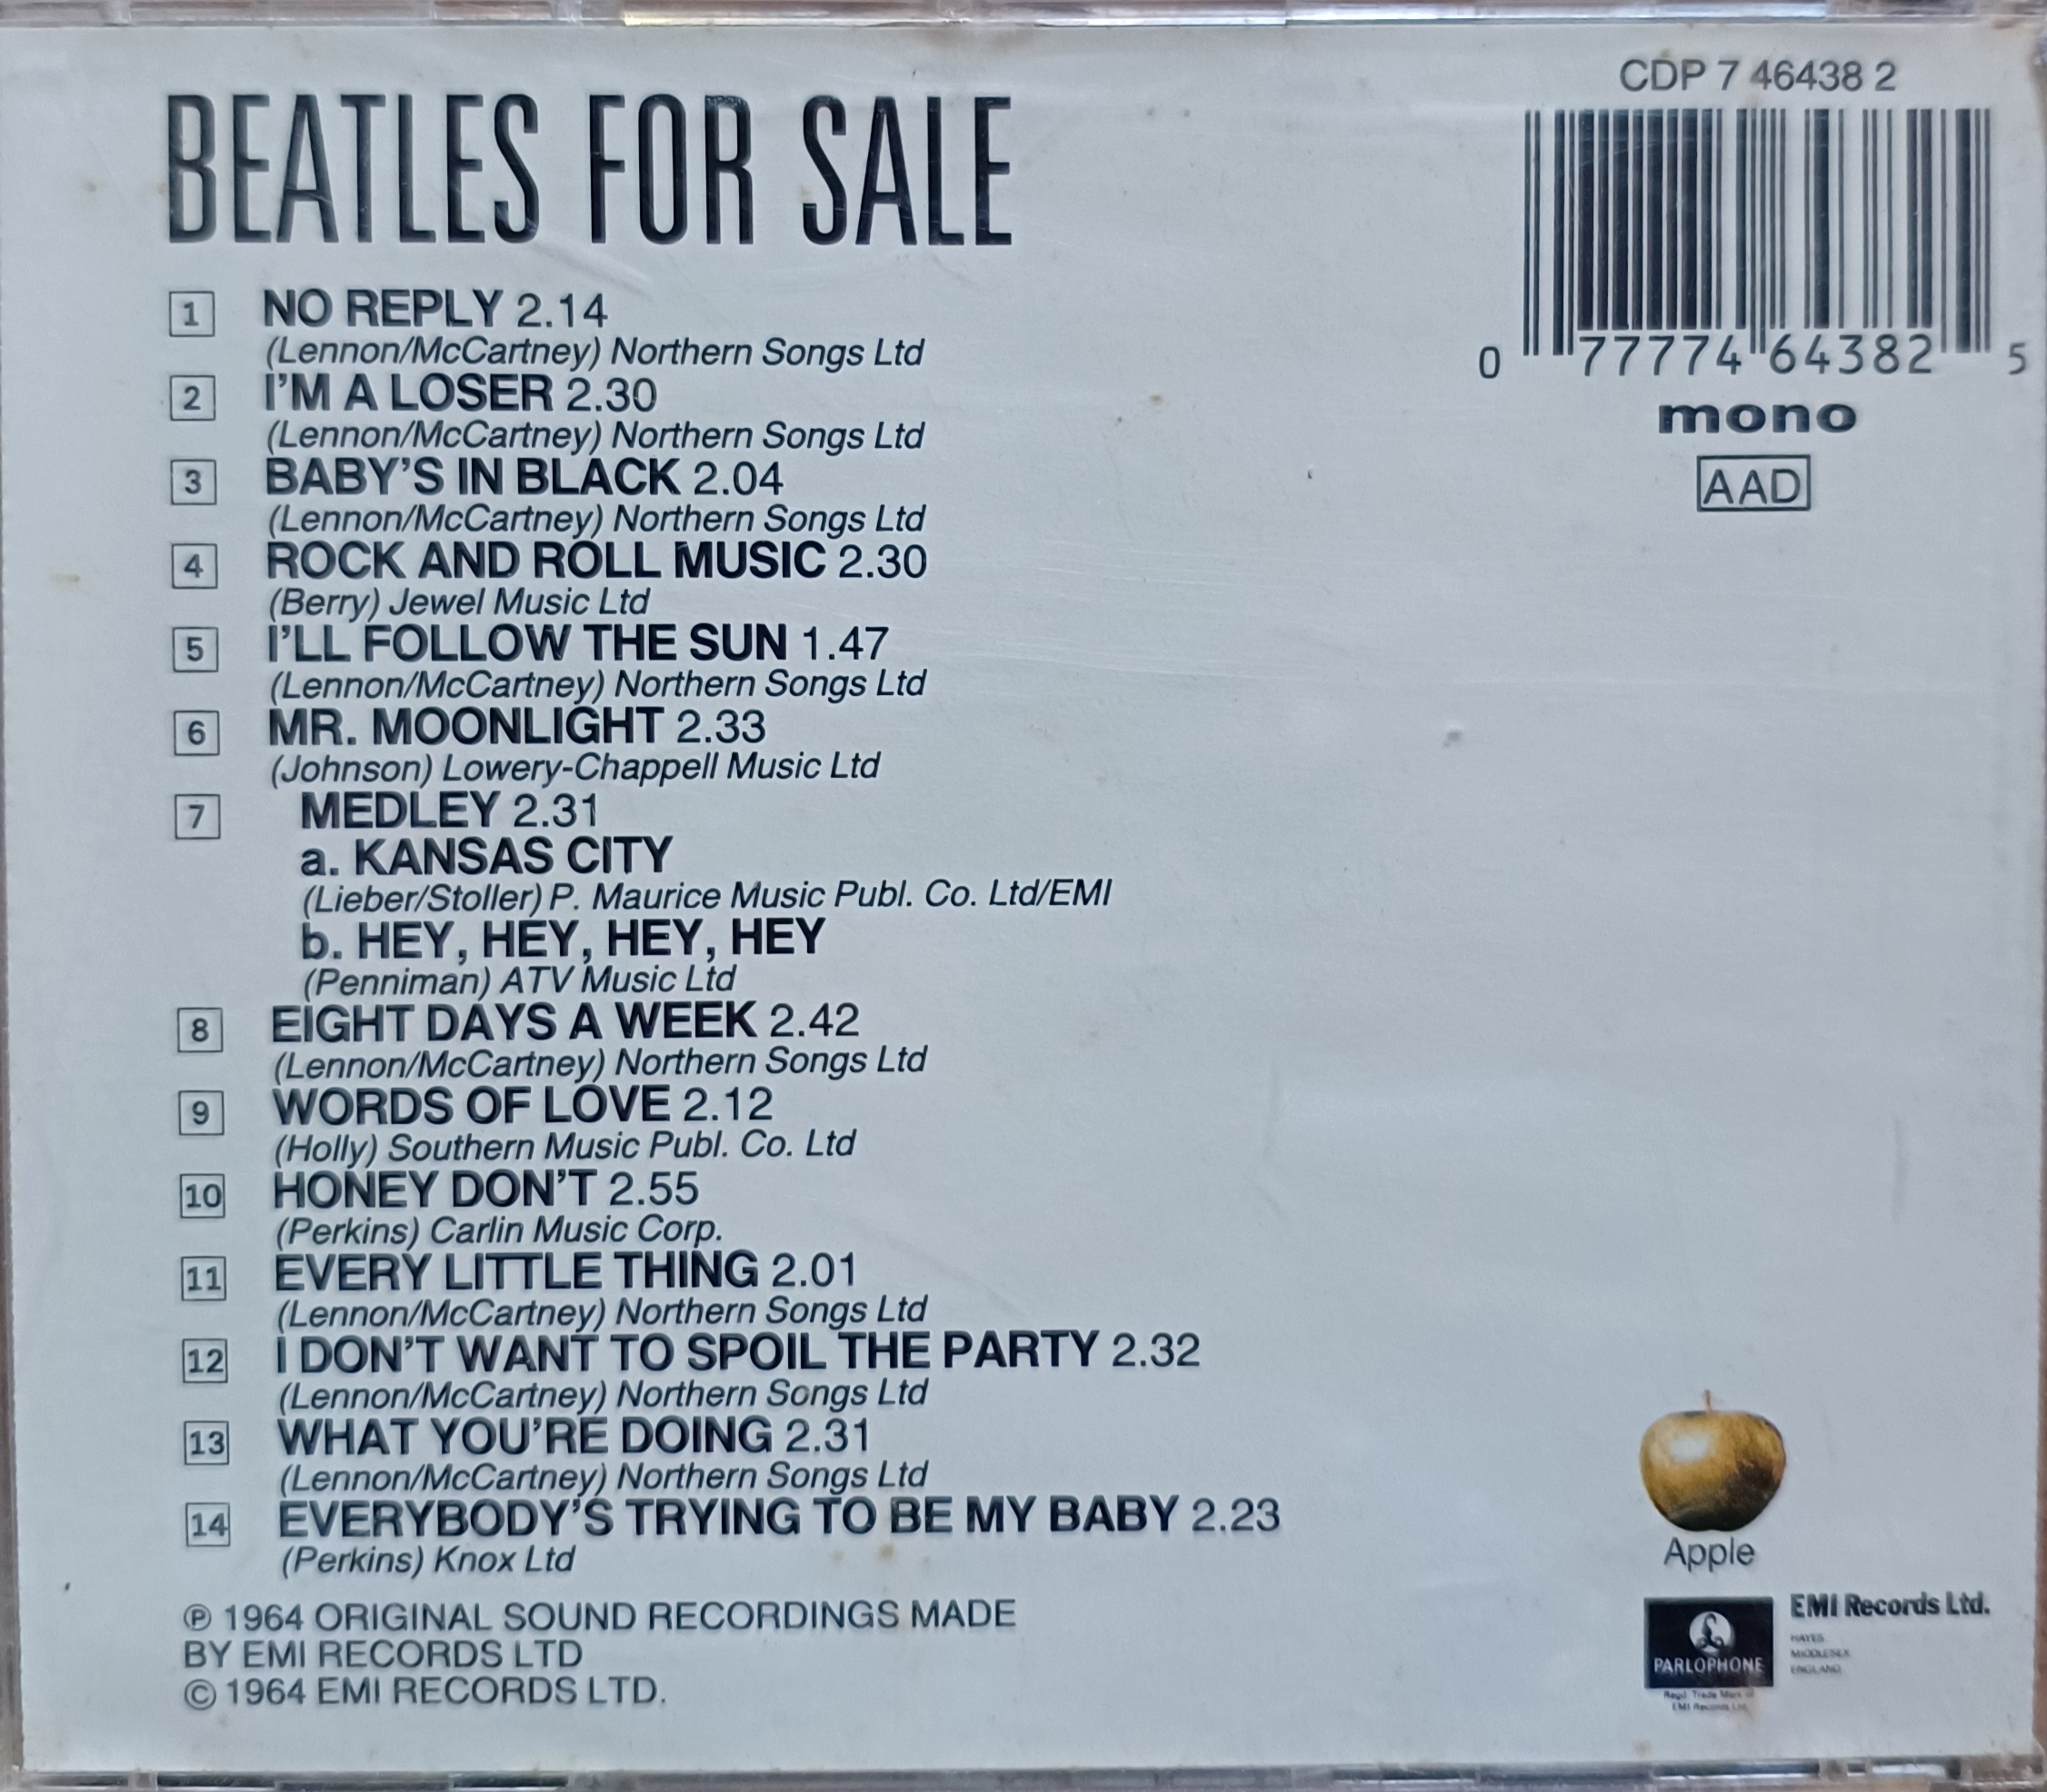 CDP 7 46438 2
BEATLES FOR SALE
0 77774 64382 5
mono
AAD
1 NO REPLY 2.14
(Lennon/McCartney) Northern Songs Ltd
2 I'M A LOSER 2.30
(Lennon/McCartney) Northern Songs Ltd
3 BABY'S IN BLACK 2.04
(Lennon/McCartney) Northern Songs Ltd
4 ROCK AND ROLL MUSIC 2.30
(Berry) Jewel Music Ltd
5 I'LL FOLLOW THE SUN 1.47
(Lennon/McCartney) Northern Songs Ltd
6 MR. MOONLIGHT 2.33
(Johnson) Lowery-Chappell Music Ltd
7 MEDLEY 2.31
a. KANSAS CITY
(Lieber/Stoller) P. Maurice Music Publ. Co. Ltd/EMI
b. HEY, HEY, HEY, HEY
(Penniman) ATV Music Ltd
8 EIGHT DAYS A WEEK 2.42
(Lennon/McCartney) Northern Songs Ltd
9 WORDS OF LOVE 2.12
(Holly) Southern Music Publ. Co. Ltd
10 HONEY DON'T 2.55
(Perkins) Carlin Music Corp.
11 EVERY LITTLE THING 2.01
(Lennon/McCartney) Northern Songs Ltd
12 I DON'T WANT TO SPOIL THE PARTY 2.32
(Lennon/McCartney) Northern Songs Ltd
13 WHAT YOU'RE DOING 2.31
(Lennon/McCartney) Northern Songs Ltd
14 EVERYBODY'S TRYING TO BE MY BABY 2.23
(Perkins) Knox Ltd
℗ 1964 ORIGINAL SOUND RECORDINGS MADE
BY EMI RECORDS LTD
© 1964 EMI RECORDS LTD.
Apple
EMI Records Ltd.
HAYES
MIDDLESEX
ENGLAND
£
PARLOPHONE
Regd. Trade Mark of
EMI Records Ltd.